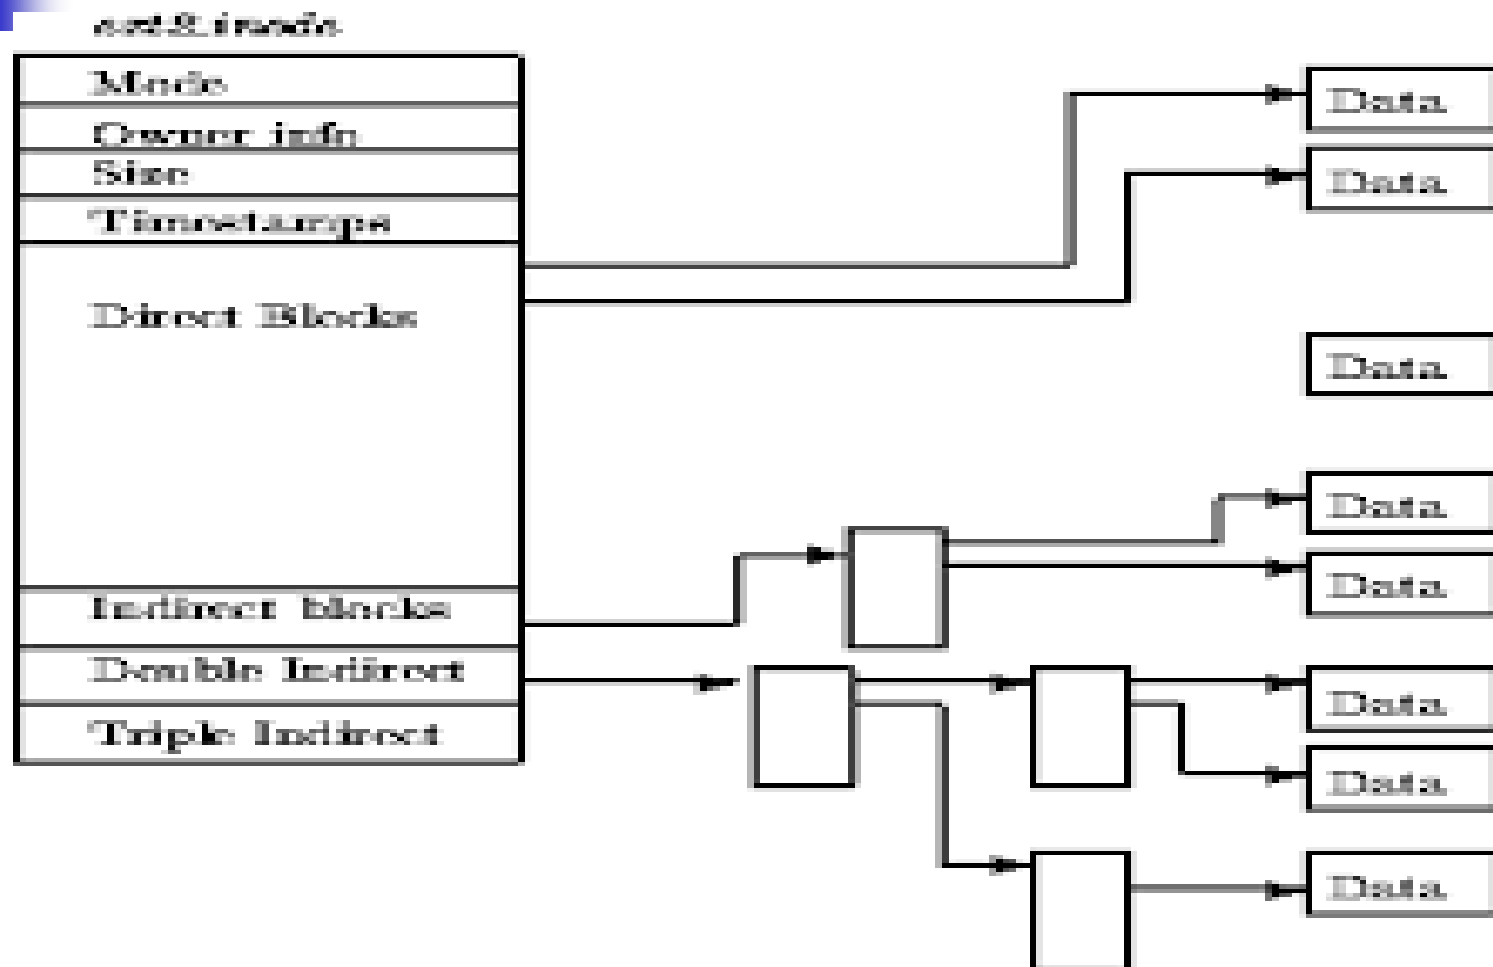 ext2 inode
Mode
Owner info
Size
Timestamps
Direct Blocks
Indirect blocks
Double Indirect
Triple Indirect
Data
Data
Data
Data
Data
Data
Data
Data